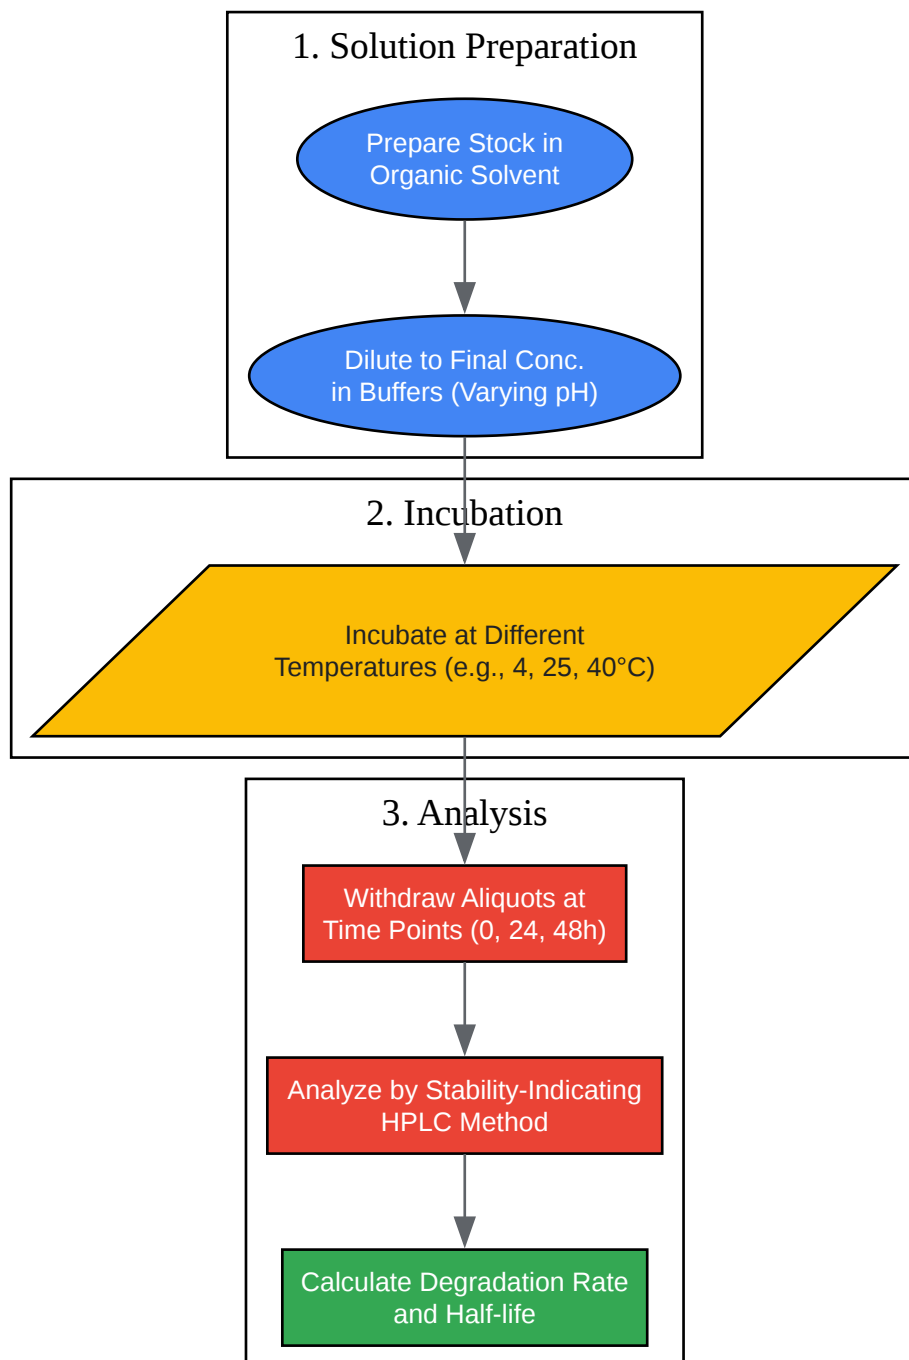 1. Solution Preparation
Prepare Stock in
Organic Solvent
Dilute to Final Conc.
in Buffers (Varying pH)
2. Incubation
Incubate at Different
Temperatures (e.g., 4, 25, 40°C)
3. Analysis
Withdraw Aliquots at
Time Points (0, 24, 48h)
Analyze by Stability-Indicating
HPLC Method
Calculate Degradation Rate
and Half-life